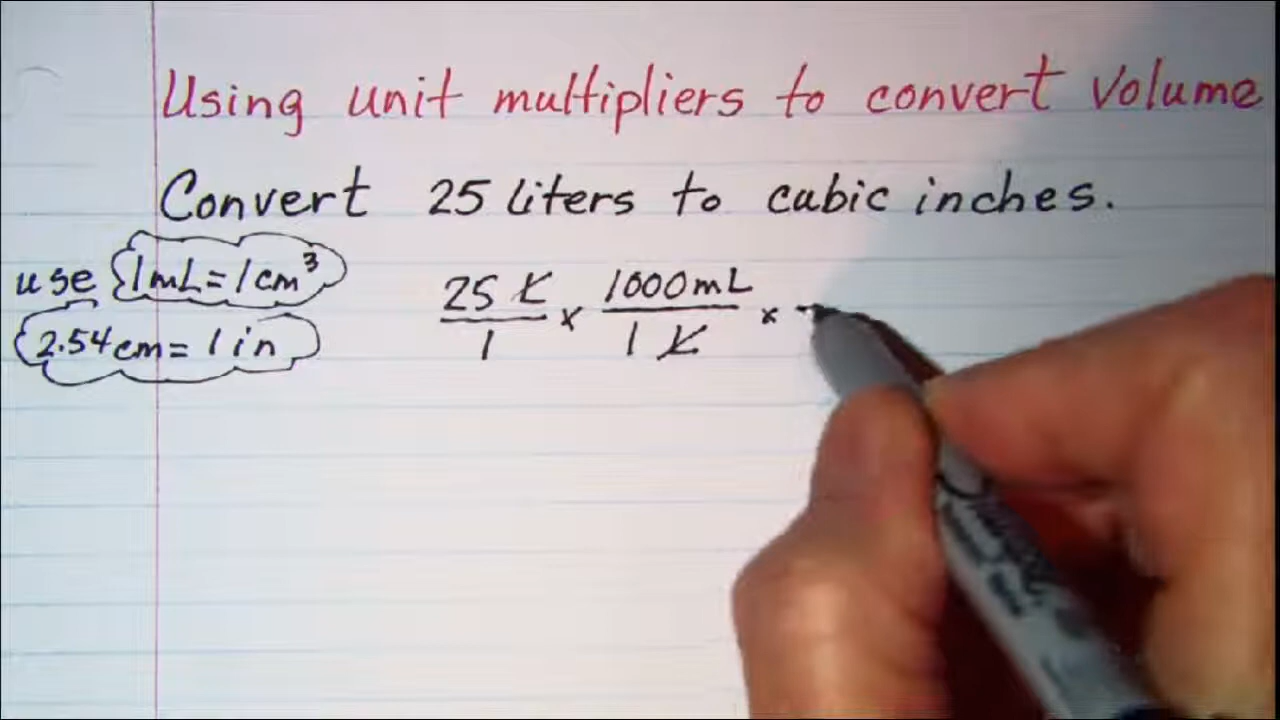 Using unit multipliers to convert volume
Convert 25 liters to cubic inches.
use 1mL = 1cm³
2.54cm = 1in
25 L/1 × 1000mL/1 L ×